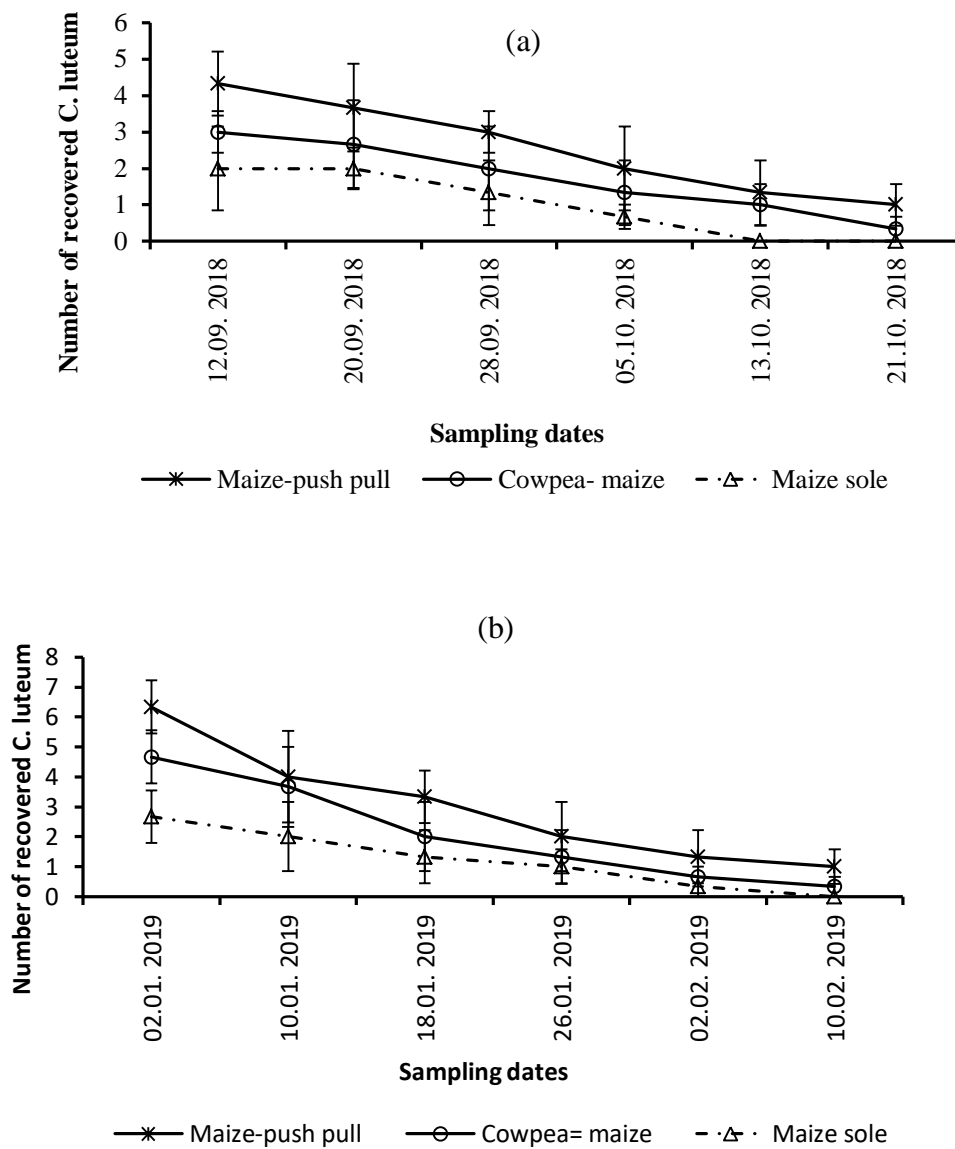 (a)
Number of recovered C. luteum
6
5
4
3
2
1
0
12.09. 2018
20.09. 2018
28.09. 2018
05.10. 2018
13.10. 2018
21.10. 2018
Sampling dates
Maize-push pull
Cowpea- maize
Maize sole
(b)
Number of recovered C. luteum
8
7
6
5
4
3
2
1
0
02.01. 2019
10.01. 2019
18.01. 2019
26.01. 2019
02.02. 2019
10.02. 2019
Sampling dates
Maize-push pull
Cowpea= maize
Maize sole